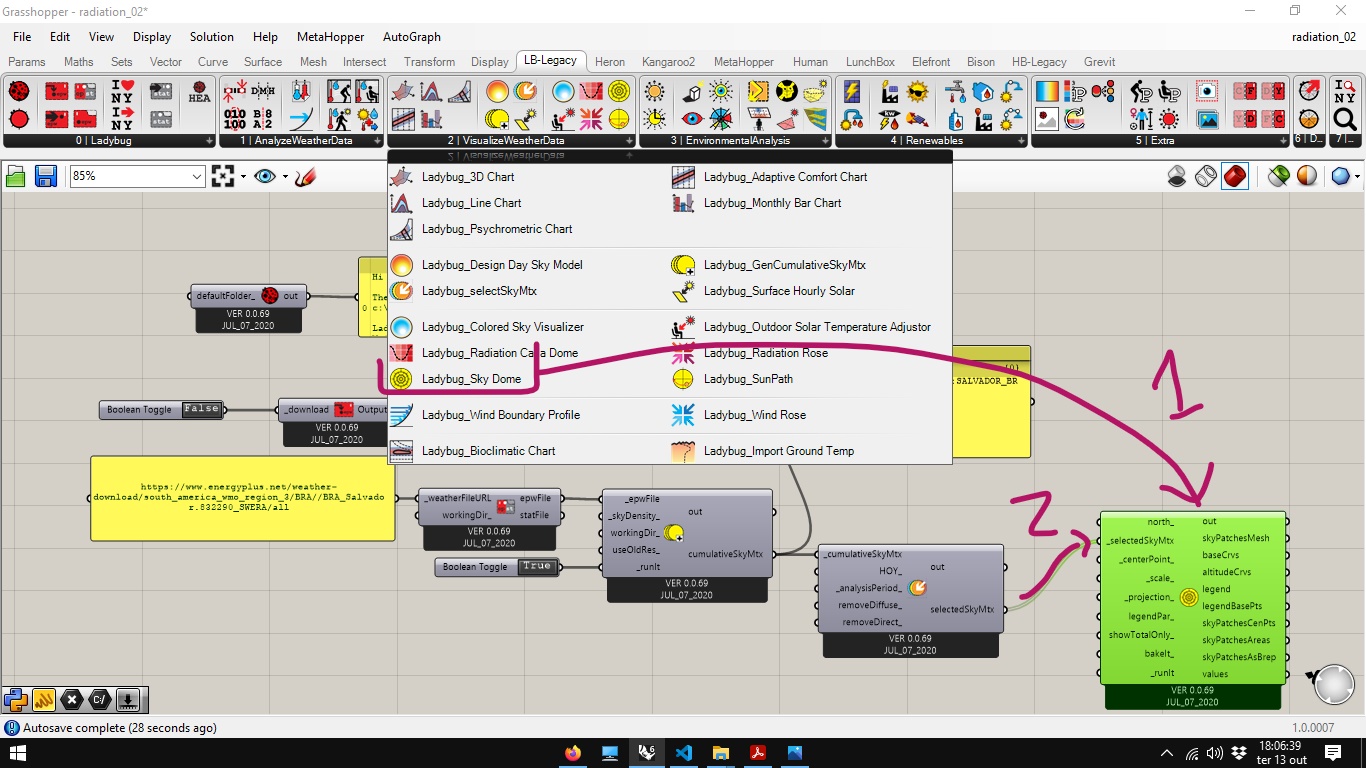 Grasshopper - radiation_02*
File Edit View Display Solution Help MetaHopper AutoGraph radiation_02
Params Maths Sets Vector Curve Surface Mesh Intersect Transform Display LB-Legacy Heron Kangaroo2 MetaHopper Human LunchBox Elefront Bison HB-Legacy Grevit
0 | Ladybug 1 | AnalyzeWeatherData 2 | VisualizeWeatherData 3 | EnvironmentalAnalysis 4 | Renewables 5 | Extra 6 | D... 7 |...
2 | VisualizeWeatherData
85%
Ladybug_3D Chart Ladybug_Adaptive Comfort Chart
Ladybug_Line Chart Ladybug_Monthly Bar Chart
Ladybug_Psychrometric Chart
Ladybug_Design Day Sky Model Ladybug_GenCumulativeSkyMtx
Ladybug_selectSkyMtx Ladybug_Surface Hourly Solar
Ladybug_Colored Sky Visualizer Ladybug_Outdoor Solar Temperature Adjustor
Ladybug_Radiation Ca a Dome Ladybug_Radiation Rose
Ladybug_Sky Dome Ladybug_SunPath
Ladybug_Wind Boundary Profile Ladybug_Wind Rose
Ladybug_Bioclimatic Chart Ladybug_Import Ground Temp
defaultFolder_ out
VER 0.0.69
JUL_07_2020
Hi
The
0 c:\
Lad
{0}
:SALVADOR_BR
1
2
Boolean Toggle False
_download Output
VER 0.0.69
JUL_07_2020
https://www.energyplus.net/weather-
download/south_america_wmo_region_3/BRA//BRA_Salvado
r.832290_SWERA/all
_weatherFileURL epwFile
workingDir_ statFile
VER 0.0.69
JUL_07_2020
Boolean Toggle True
_epwFile
_skyDensity_ out
workingDir_
useOldRes_ cumulativeSkyMtx
_runIt
VER 0.0.69
JUL_07_2020
_cumulativeSkyMtx
HOY_ out
_analysisPeriod_
removeDiffuse_ selectedSkyMtx
removeDirect_
VER 0.0.69
JUL_07_2020
north_ out
_selectedSkyMtx skyPatchesMesh
_centerPoint_ baseCrvs
_scale_ altitudeCrvs
_projection_ legend
legendPar_ legendBasePts
showTotalOnly_ skyPatchesCenPts
bakeIt_ skyPatchesAreas
_runIt skyPatchesAsBrep
values
VER 0.0.69
JUL_07_2020
Autosave complete (28 seconds ago) 1.0.0007
18:06:39
ter 13 out